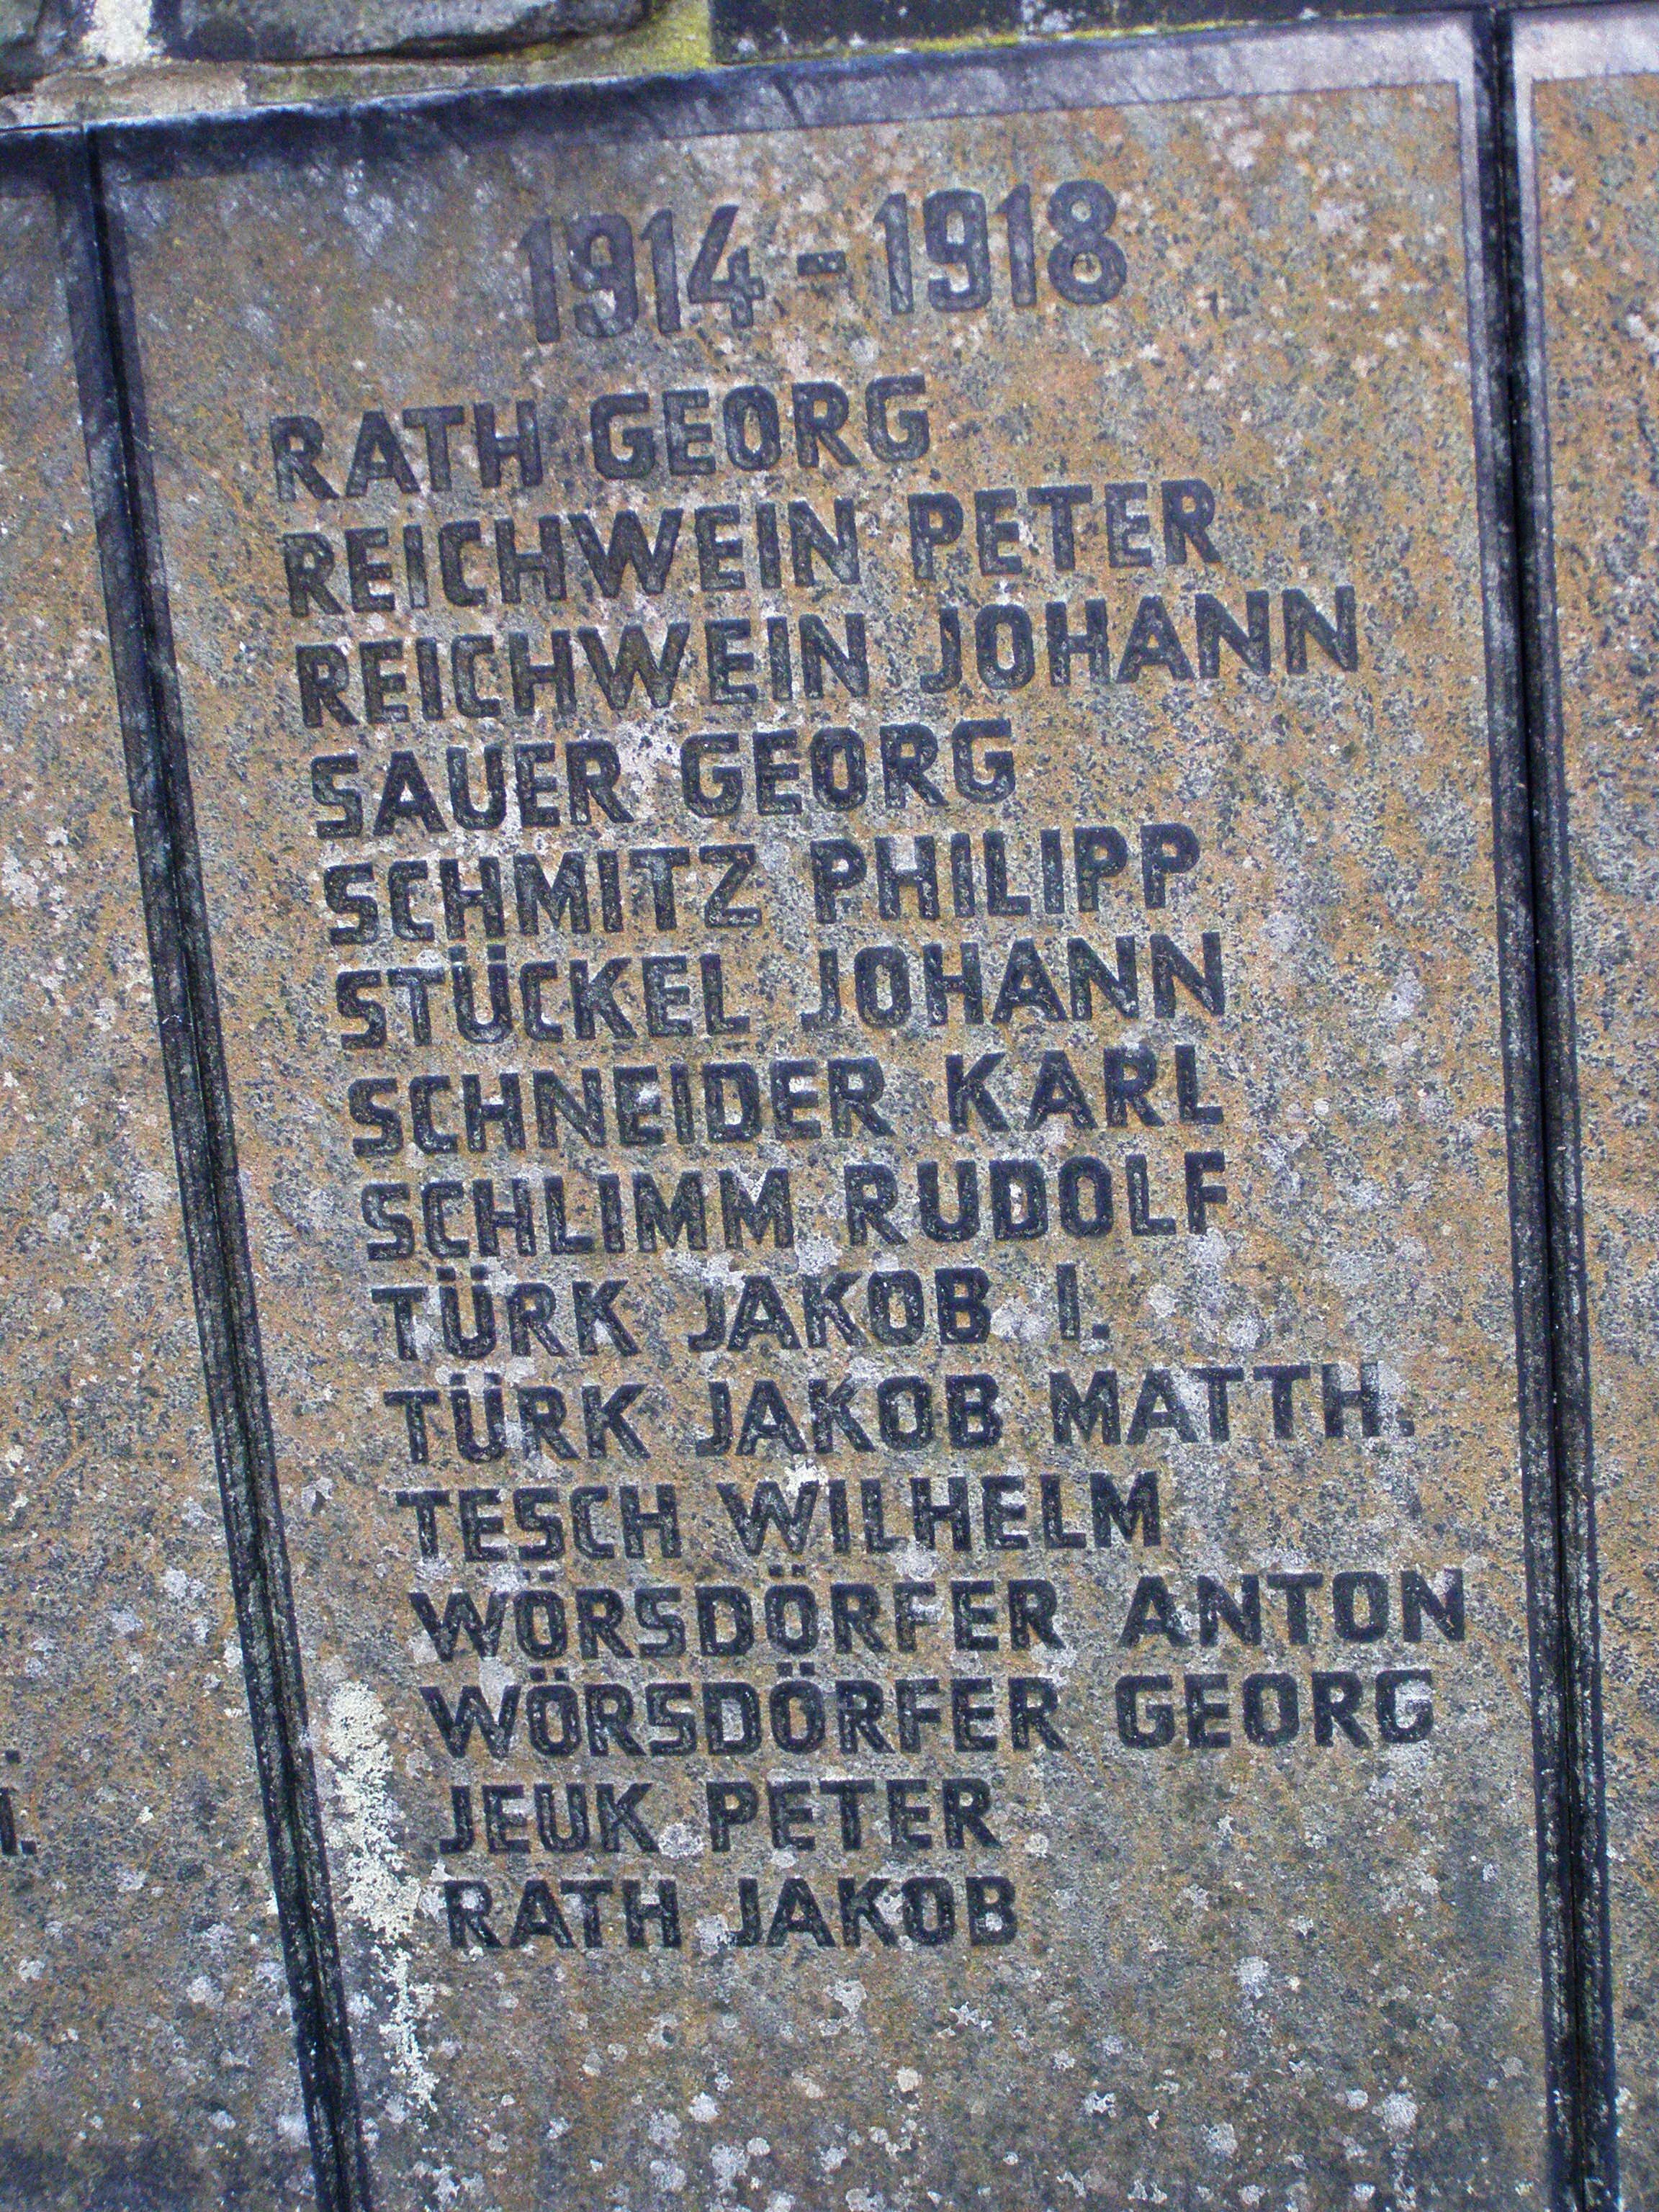 1914-1918
RATH GEORG
REICHWEIN PETER
REICHWEIN JOHANN
SAUER GEORG
SCHMITZ PHILIPP
STÜCKEL JOHANN
SCHNEIDER KARL
SCHLIMM RUDOLF
TÜRK JAKOB I.
TÜRK JAKOB MATTH.
TESCH WILHELM
WÖRSDÖRFER ANTON
WÖRSDÖRFER GEORG
JEUK PETER
RATH JAKOB